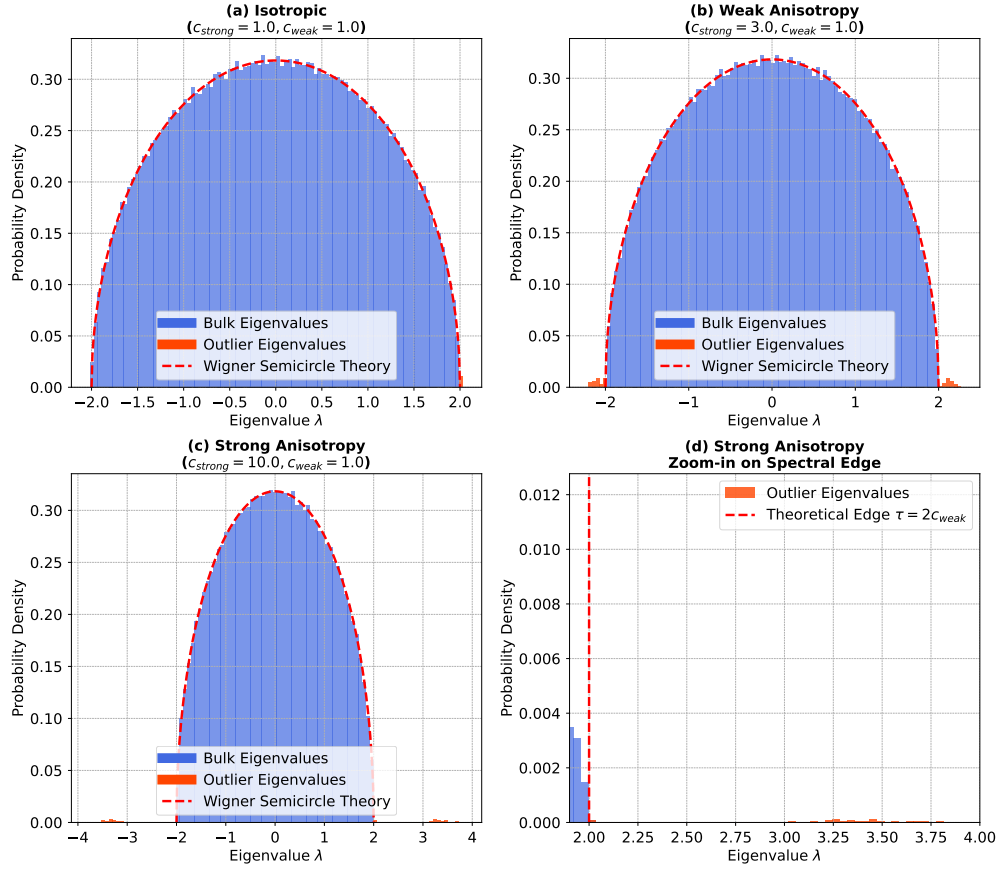 (a) Isotropic
(c_strong = 1.0, c_weak = 1.0)
Probability Density
0.30
0.25
0.20
0.15
0.10
0.05
0.00
Bulk Eigenvalues
Outlier Eigenvalues
Wigner Semicircle Theory
−2.0 −1.5 −1.0 −0.5 0.0 0.5 1.0 1.5 2.0
Eigenvalue λ
(b) Weak Anisotropy
(c_strong = 3.0, c_weak = 1.0)
Probability Density
0.30
0.25
0.20
0.15
0.10
0.05
0.00
Bulk Eigenvalues
Outlier Eigenvalues
Wigner Semicircle Theory
−2 −1 0 1 2
Eigenvalue λ
(c) Strong Anisotropy
(c_strong = 10.0, c_weak = 1.0)
Probability Density
0.30
0.25
0.20
0.15
0.10
0.05
0.00
Bulk Eigenvalues
Outlier Eigenvalues
Wigner Semicircle Theory
−4 −3 −2 −1 0 1 2 3 4
Eigenvalue λ
(d) Strong Anisotropy
Zoom-in on Spectral Edge
Probability Density
0.012
0.010
0.008
0.006
0.004
0.002
0.000
Outlier Eigenvalues
Theoretical Edge τ = 2c_weak
2.00 2.25 2.50 2.75 3.00 3.25 3.50 3.75 4.00
Eigenvalue λ